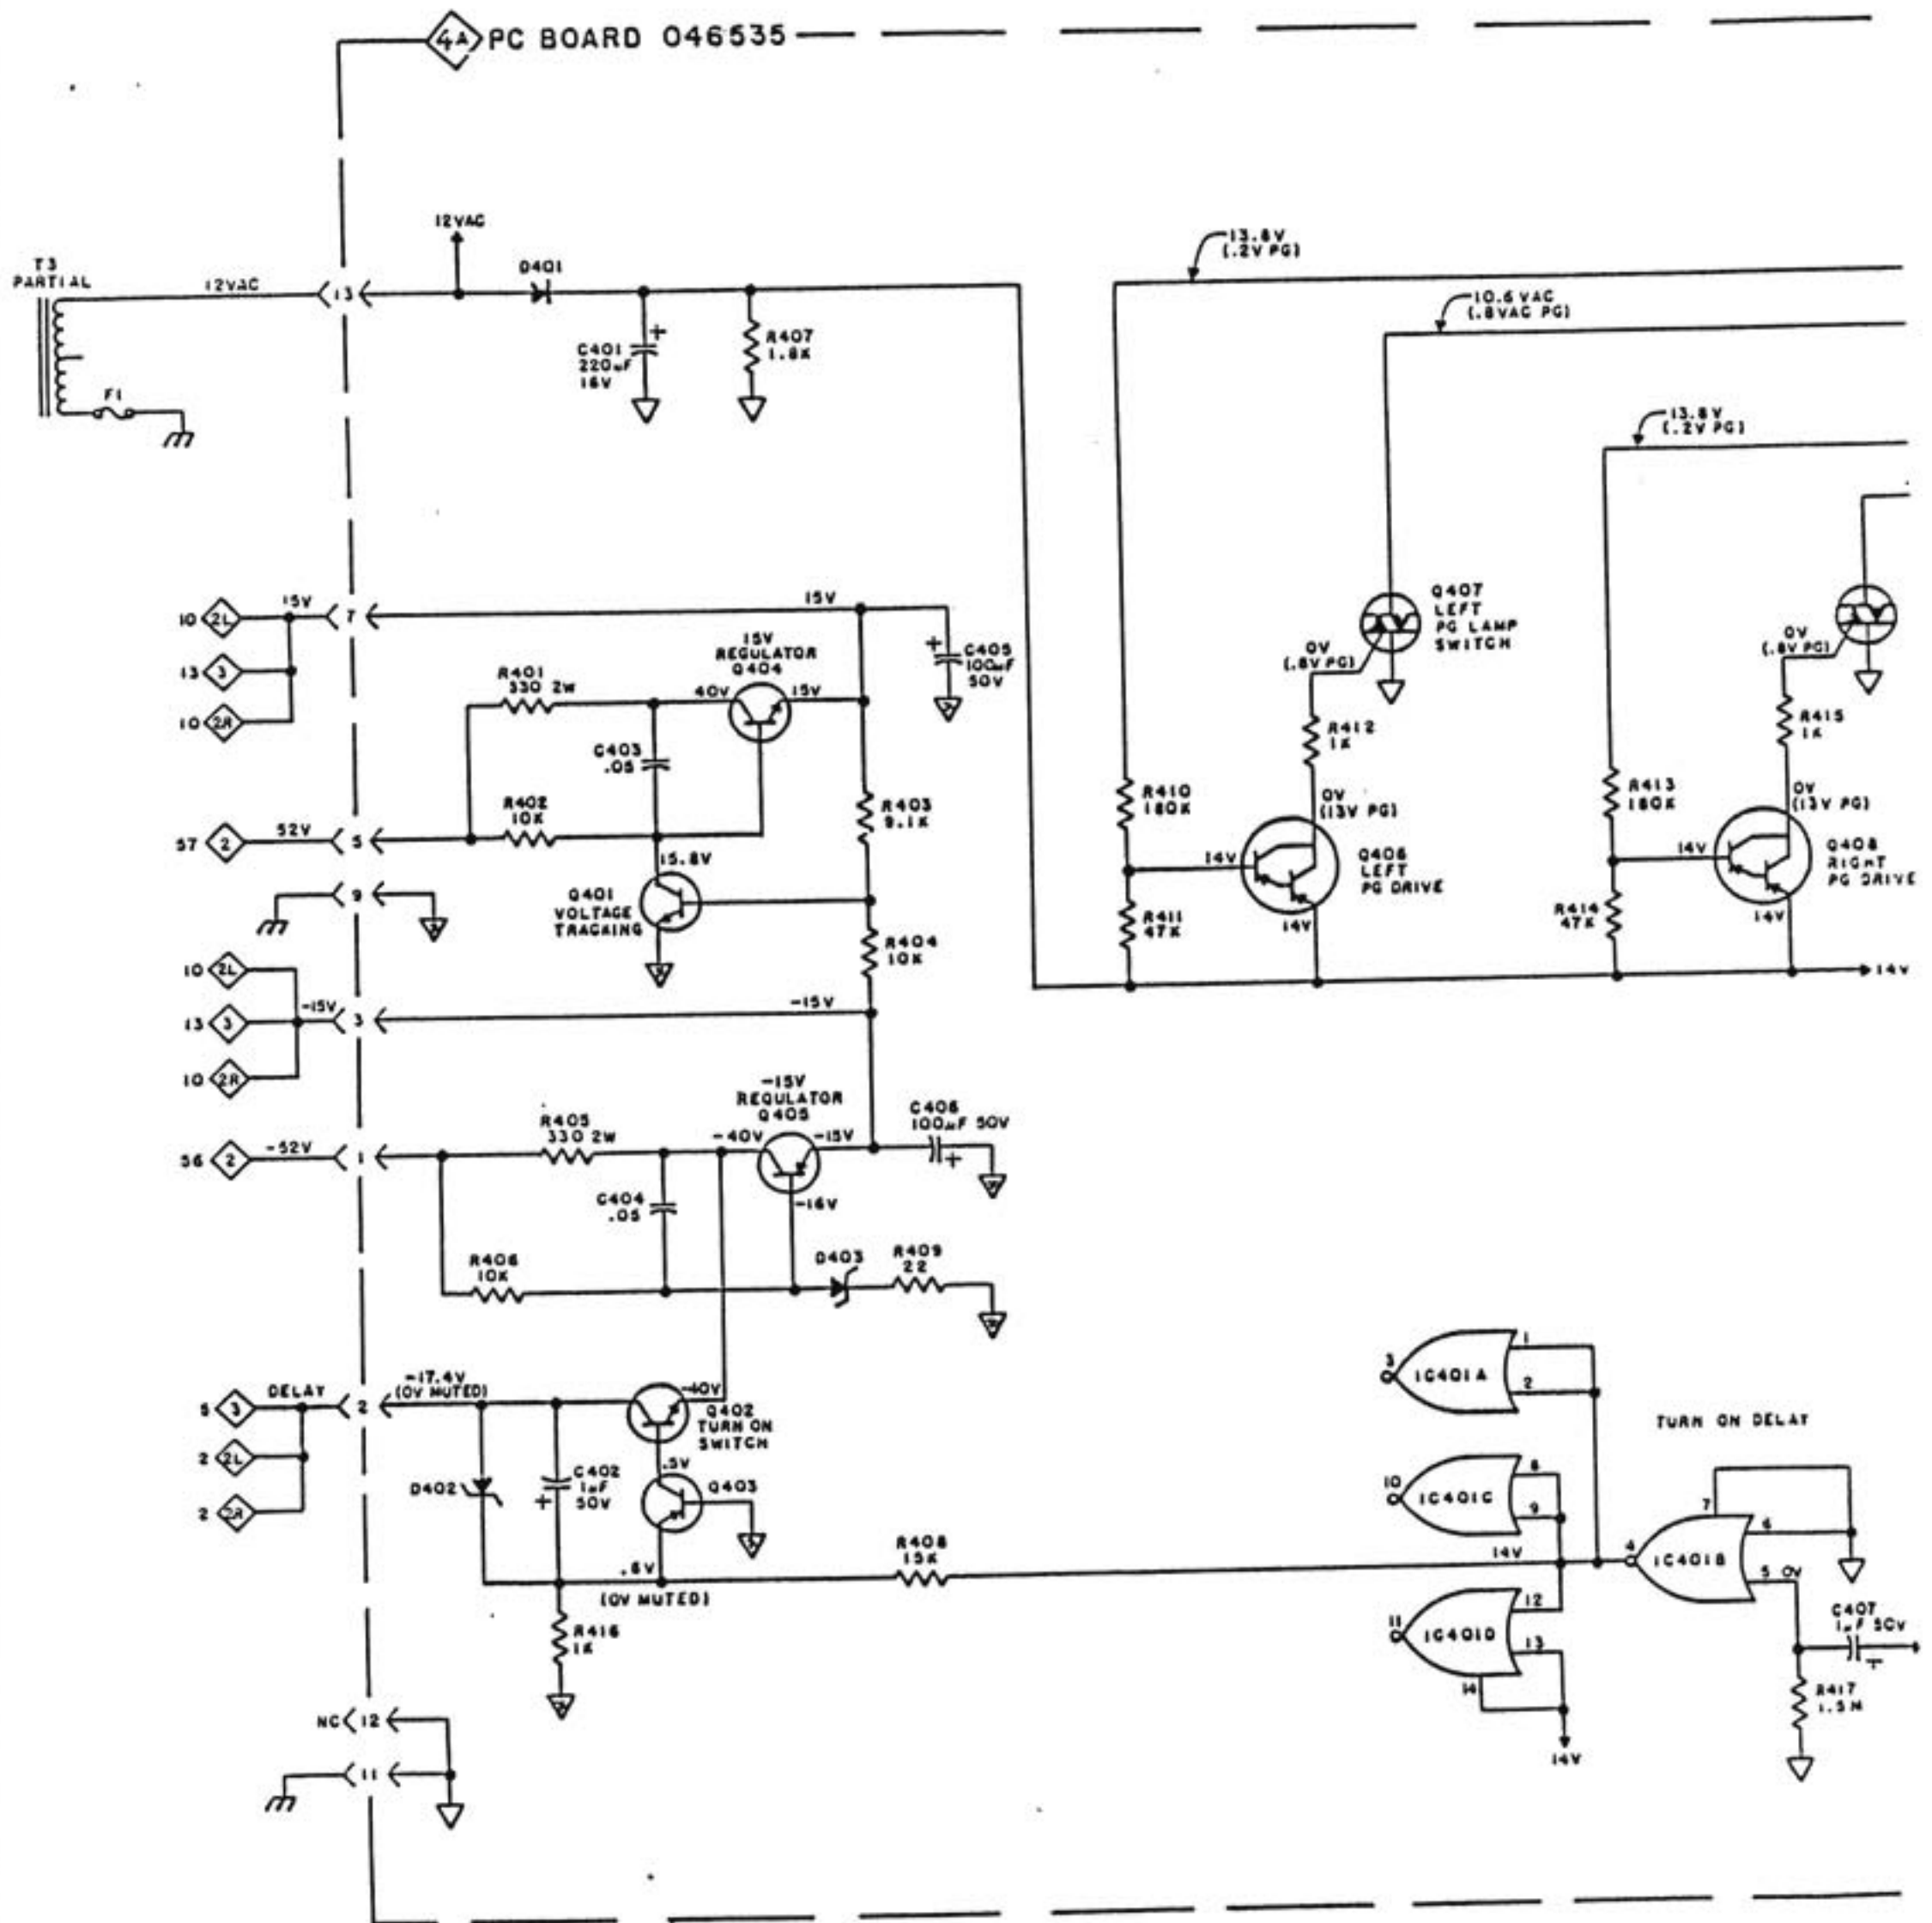 4A PC BOARD 046535
12VAC
T3
PARTIAL
12VAC
13
D401
C401
220uF
16V
R407
1.8K
F1
13.8V
(.2V PG)
10.6 VAC
(.8VAC PG)
13.8V
(.2V PG)
10 2L
15V
7
15V
13 3
10 2R
15V
REGULATOR
Q404
R401
330 2W
40V
15V
C405
100uF
50V
C403
.05
R402
10K
R403
9.1K
57 2
52V
5
15.8V
9
Q401
VOLTAGE
TRACKING
R404
10K
Q407
LEFT
PG LAMP
SWITCH
0V
(.8V PG)
0V
(.8V PG)
R412
1K
R415
1K
R410
180K
0V
(13V PG)
R413
180K
0V
(13V PG)
14V
Q406
LEFT
PG DRIVE
14V
Q408
RIGHT
PG DRIVE
R411
47K
14V
R414
47K
14V
14V
10 2L
13 3
-15V
3
-15V
10 2R
-15V
REGULATOR
Q405
R405
330 2W
-40V
-15V
C406
100uF 50V
56 2
-52V
1
C404
.05
-16V
R406
10K
D403
R409
22
5 3
DELAY
2
-17.4V
(0V MUTED)
-40V
Q402
TURN ON
SWITCH
2 2L
2 2R
D402
C402
1uF
50V
.5V
Q403
.6V
(0V MUTED)
R408
15K
R416
1K
3
IC401A
1
2
TURN ON DELAY
10
IC401C
8
9
14V
4
IC401B
7
6
5 0V
11
IC401D
12
13
14
14V
C407
1uF 50V
R417
1.5M
NC 12
11